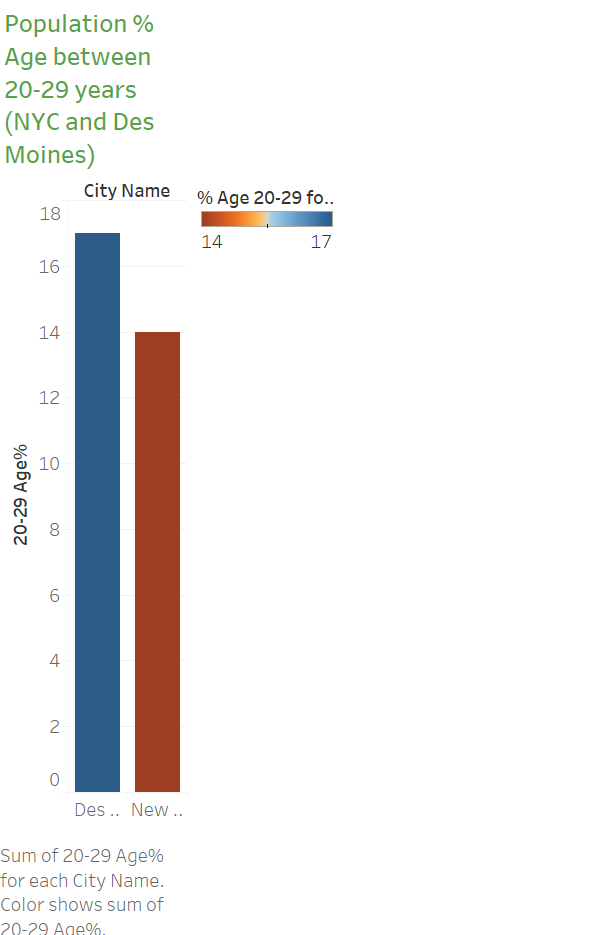 Population %
Age between
20-29 years
(NYC and Des
Moines)
City Name
% Age 20-29 fo..
14 17
18
16
14
12
10
8
6
4
2
0
20-29 Age%
Des .. New ..
Sum of 20-29 Age%
for each City Name.
Color shows sum of
20-29 Age%.